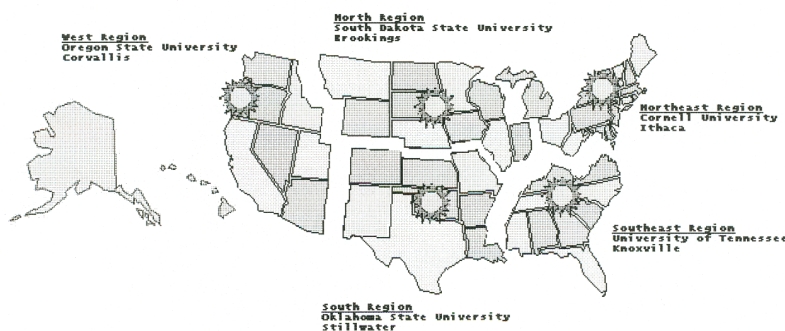 North Region
South Dakota State University
Brookings
West Region
Oregon State University
Corvallis
Northeast Region
Cornell University
Ithaca
Southeast Region
University of Tennessee
Knoxville
South Region
Oklahoma State University
Stillwater